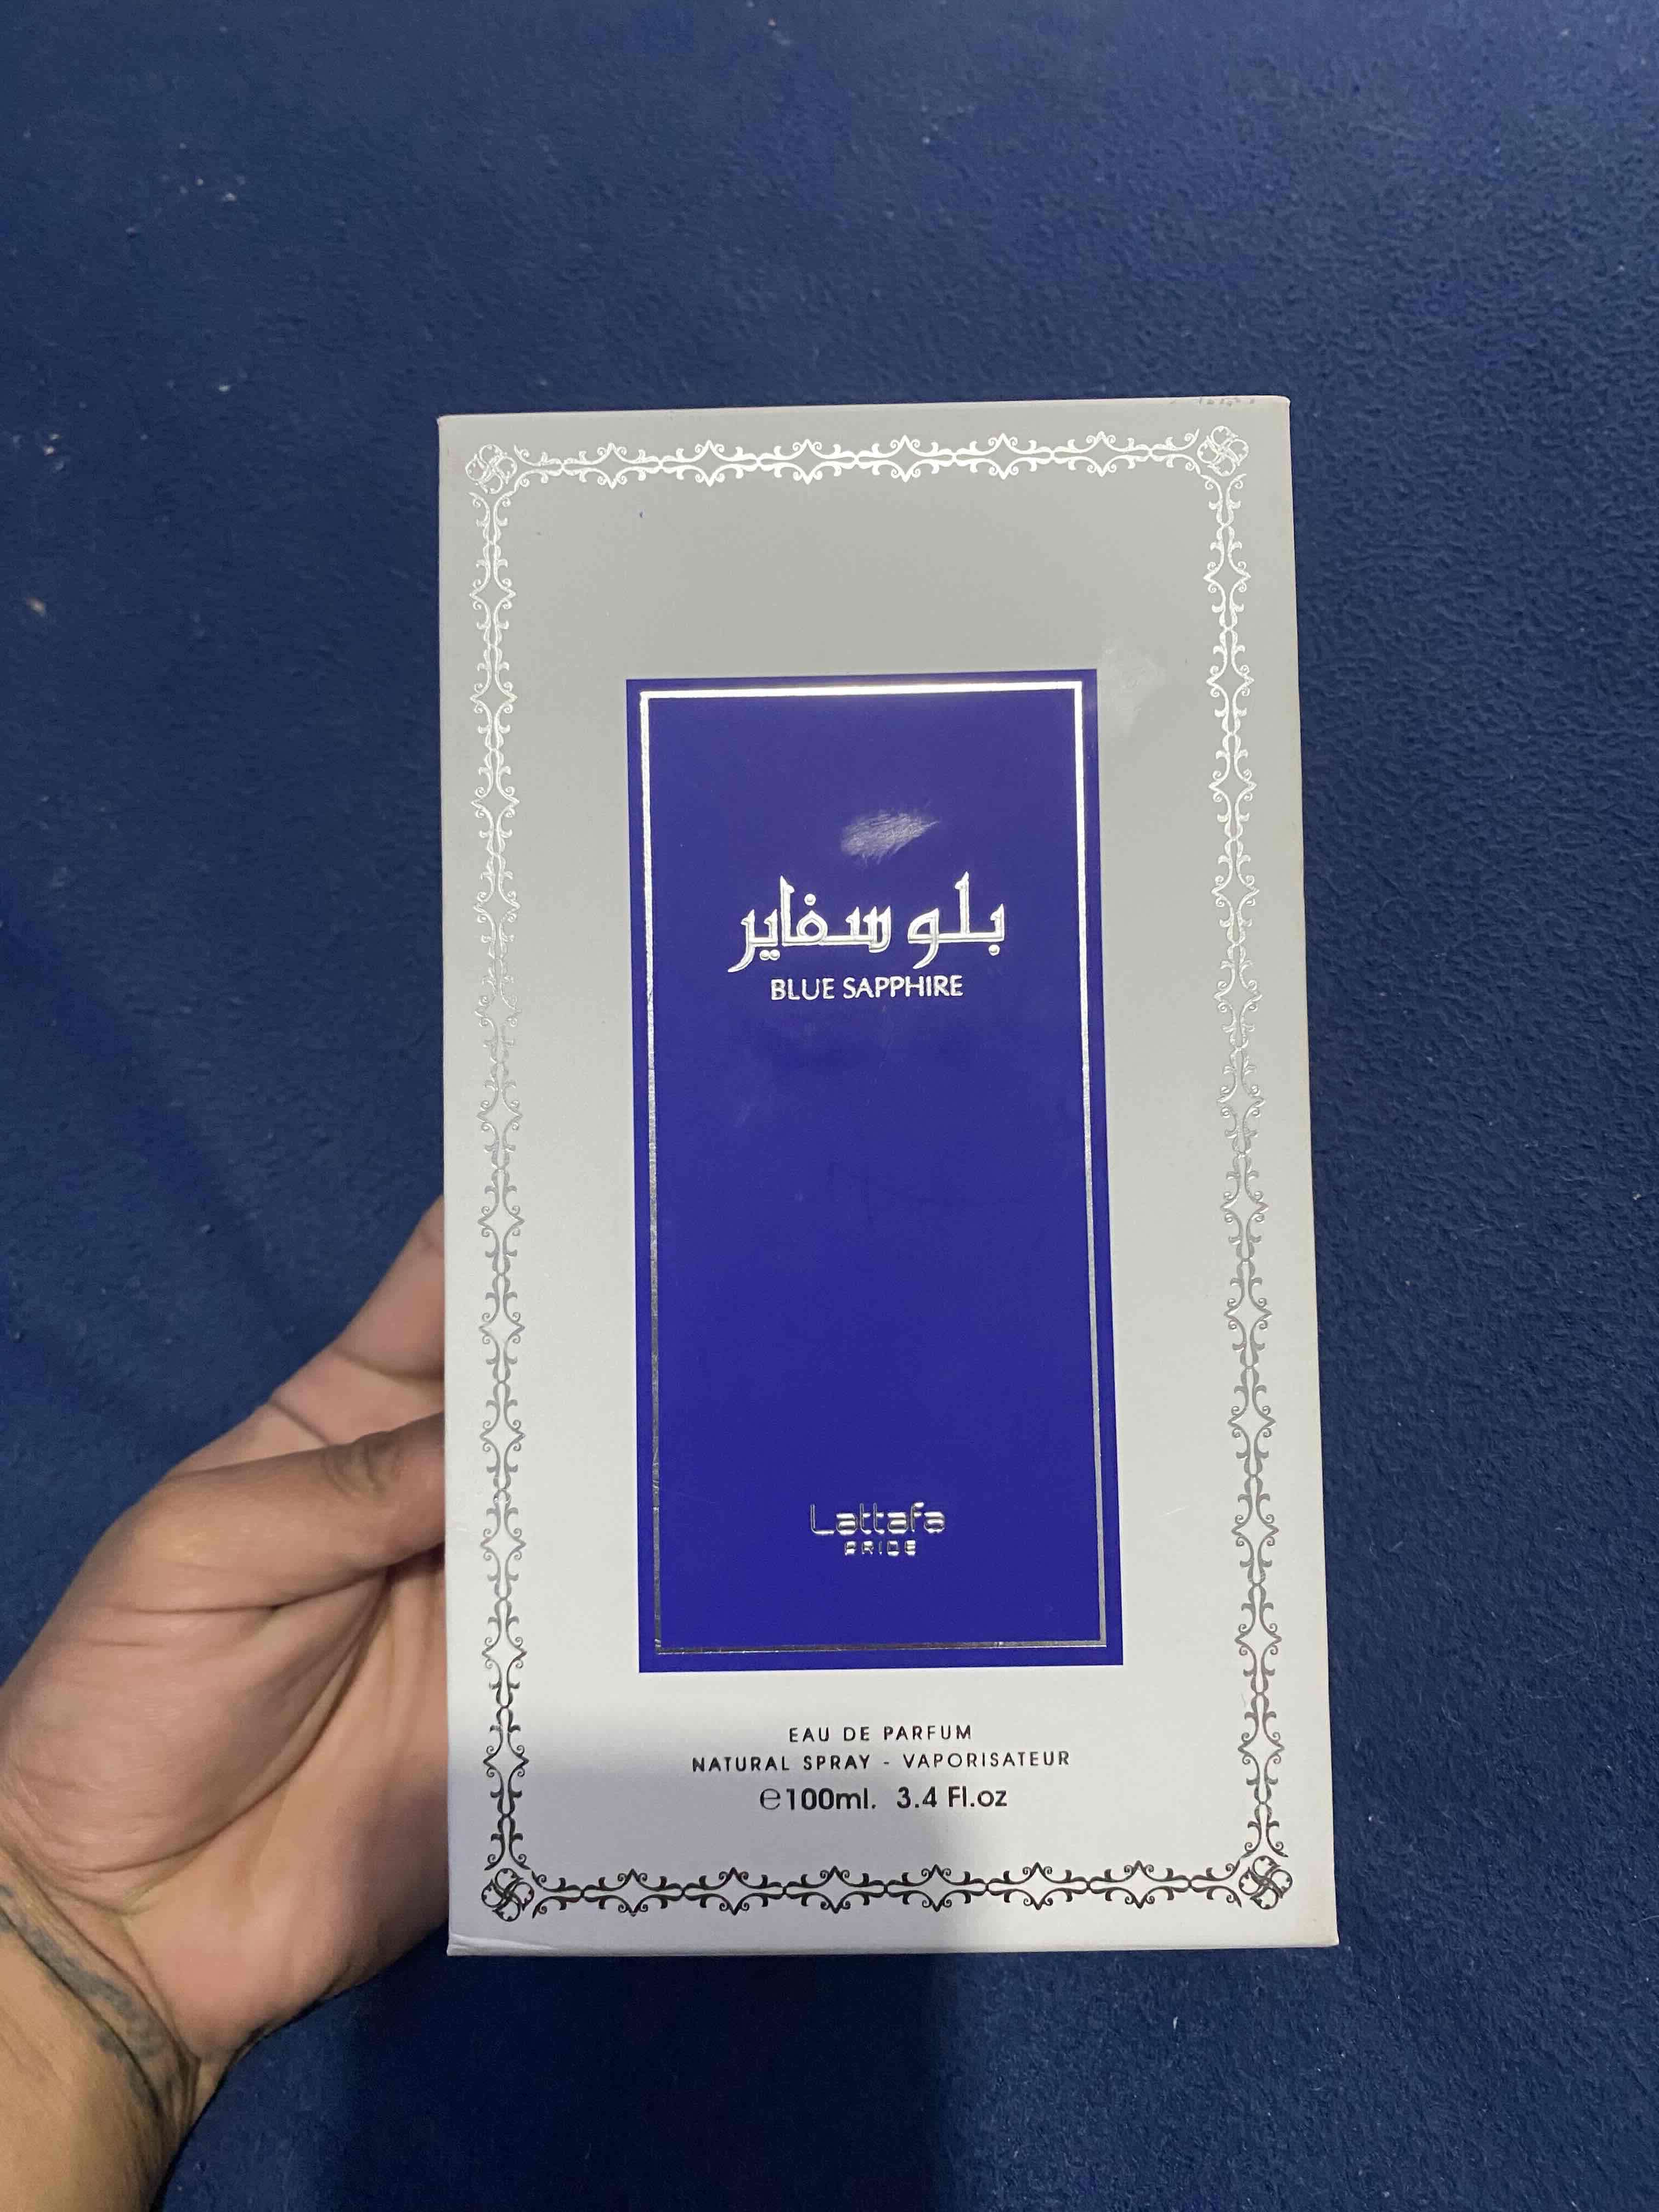 بلو سفاير
BLUE SAPPHIRE
Lattafa
PRIDE
EAU DE PARFUM
NATURAL SPRAY - VAPORISATEUR
℮100ml. 3.4 Fl.oz